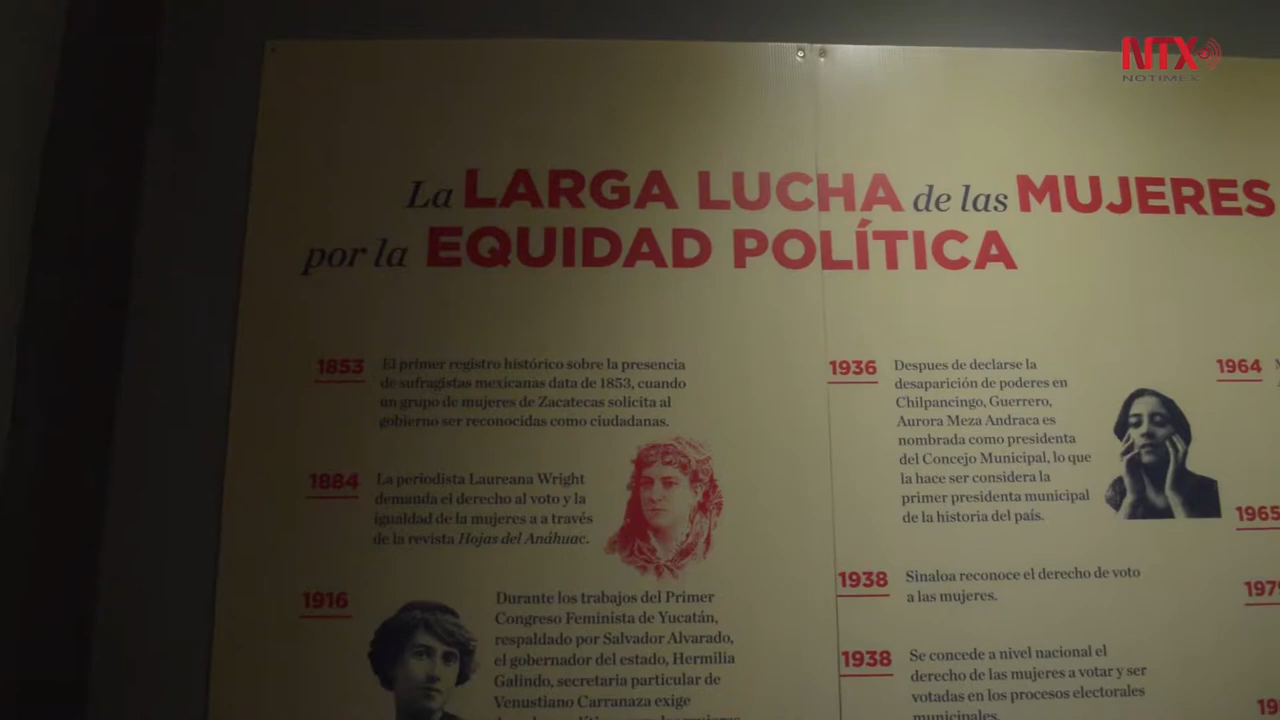 NTX
NOTIMEX
La LARGA LUCHA de las MUJERES
por la EQUIDAD POLÍTICA
1853
El primer registro histórico sobre la presencia
de sufragistas mexicanas data de 1853, cuando
un grupo de mujeres de Zacatecas solicita al
gobierno ser reconocidas como ciudadanas.
1884
La periodista Laureana Wright
demanda el derecho al voto y la
igualdad de la mujeres a a través
de la revista Hojas del Anáhuac.
1916
Durante los trabajos del Primer
Congreso Feminista de Yucatán,
respaldado por Salvador Alvarado,
el gobernador del estado, Hermilia
Galindo, secretaria particular de
Venustiano Carranaza exige
1936
Despues de declarse la
desaparición de poderes en
Chilpancingo, Guerrero,
Aurora Meza Andraca es
nombrada como presidenta
del Concejo Municipal, lo que
la hace ser considera la
primer presidenta municipal
de la historia del país.
1938
Sinaloa reconoce el derecho de voto
a las mujeres.
1938
Se concede a nivel nacional el
derecho de las mujeres a votar y ser
votadas en los procesos electorales
municipales.
1964
1965